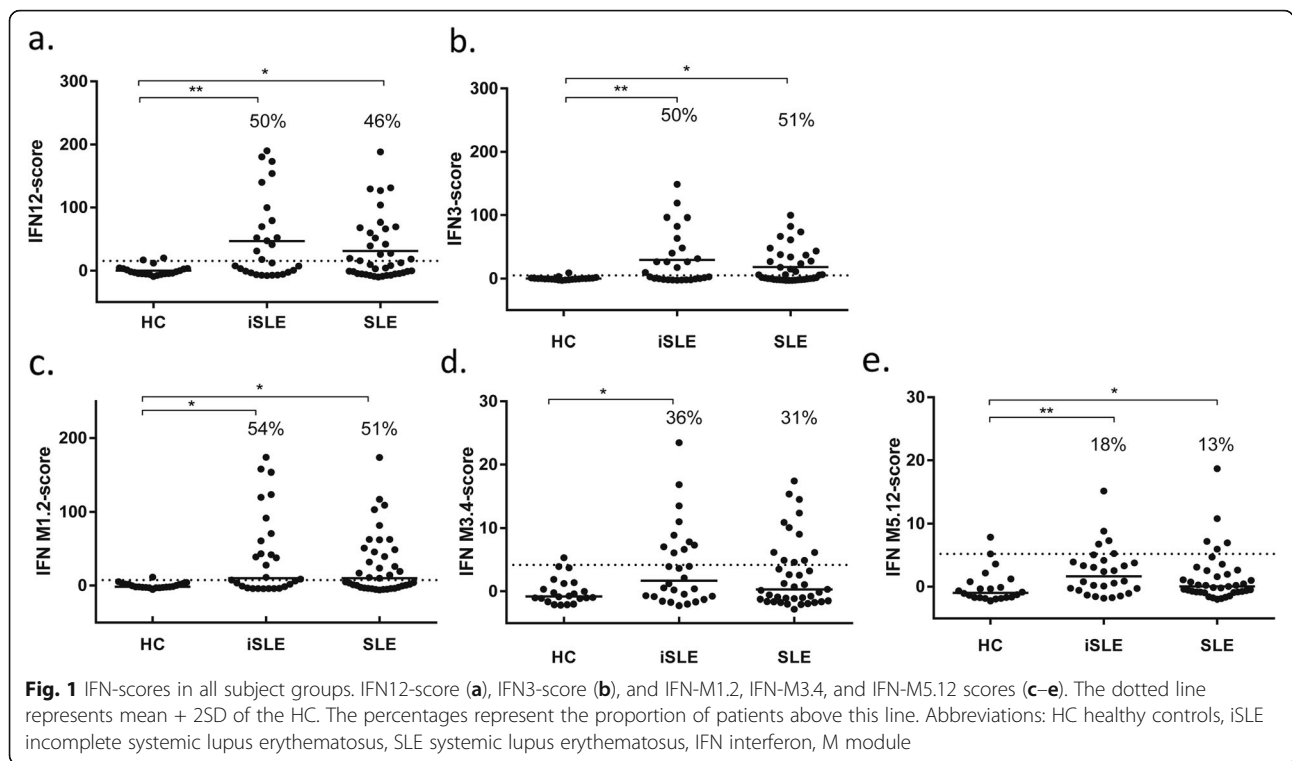 a.
IFN12-score
300
200
100
0
*
**
50%
46%
HC iSLE SLE
b.
IFN3-score
300
200
100
0
*
**
50%
51%
HC iSLE SLE
c.
IFN M1.2-score
200
100
0
*
*
54%
51%
HC iSLE SLE
d.
IFN M3.4-score
30
20
10
0
*
36%
31%
HC iSLE SLE
e.
IFN M5.12-score
30
20
10
0
*
**
18%
13%
HC iSLE SLE
Fig. 1 IFN-scores in all subject groups. IFN12-score (a), IFN3-score (b), and IFN-M1.2, IFN-M3.4, and IFN-M5.12 scores (c–e). The dotted line
represents mean + 2SD of the HC. The percentages represent the proportion of patients above this line. Abbreviations: HC healthy controls, iSLE
incomplete systemic lupus erythematosus, SLE systemic lupus erythematosus, IFN interferon, M module